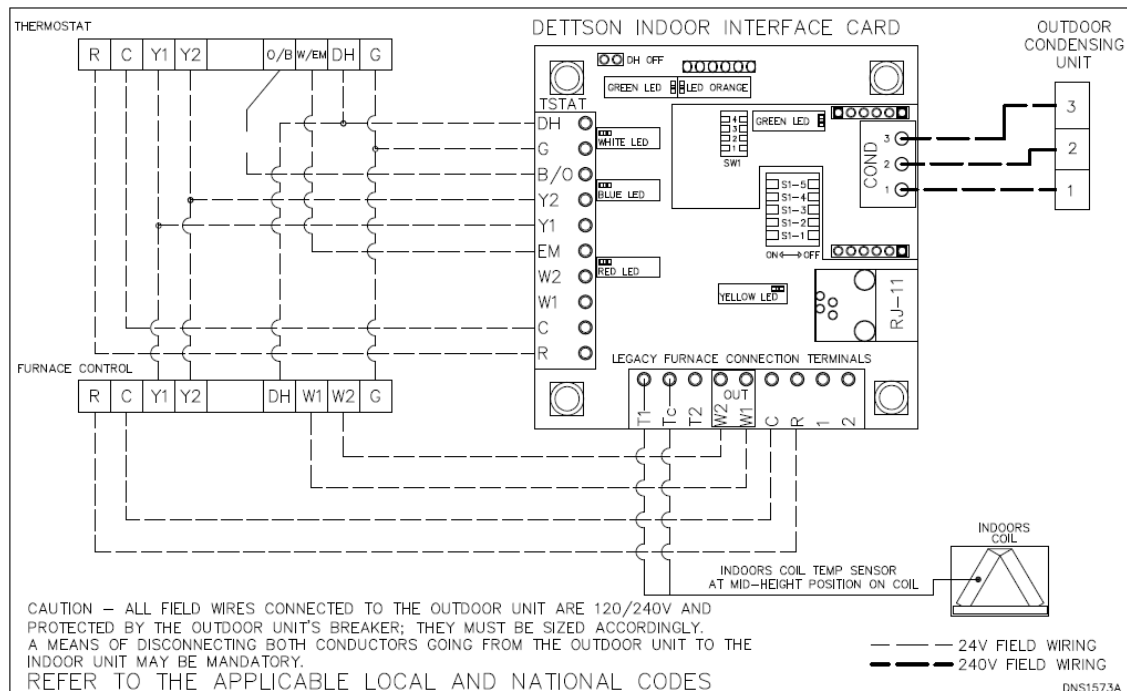 THERMOSTAT
R C Y1 Y2 O/B W/EM DH G
DETTSON INDOOR INTERFACE CARD
OUTDOOR
CONDENSING
UNIT
3
2
1
DH OFF
GREEN LED
LED ORANGE
TSTAT
DH
G
B/O
Y2
Y1
EM
W2
W1
C
R
WHITE LED
BLUE LED
RED LED
4
3
2
1
SW1
GREEN LED
S1-5
S1-4
S1-3
S1-2
S1-1
ON OFF
COND
3
2
1
YELLOW LED
RJ-11
LEGACY FURNACE CONNECTION TERMINALS
OUT
T1 Tc T2 W2 W1 C R 1 2
FURNACE CONTROL
R C Y1 Y2 DH W1 W2 G
INDOORS
COIL
INDOORS COIL TEMP SENSOR
AT MID-HEIGHT POSITION ON COIL
CAUTION – ALL FIELD WIRES CONNECTED TO THE OUTDOOR UNIT ARE 120/240V AND
PROTECTED BY THE OUTDOOR UNIT'S BREAKER; THEY MUST BE SIZED ACCORDINGLY.
A MEANS OF DISCONNECTING BOTH CONDUCTORS GOING FROM THE OUTDOOR UNIT TO THE
INDOOR UNIT MAY BE MANDATORY.
REFER TO THE APPLICABLE LOCAL AND NATIONAL CODES
24V FIELD WIRING
240V FIELD WIRING
DNS1573A